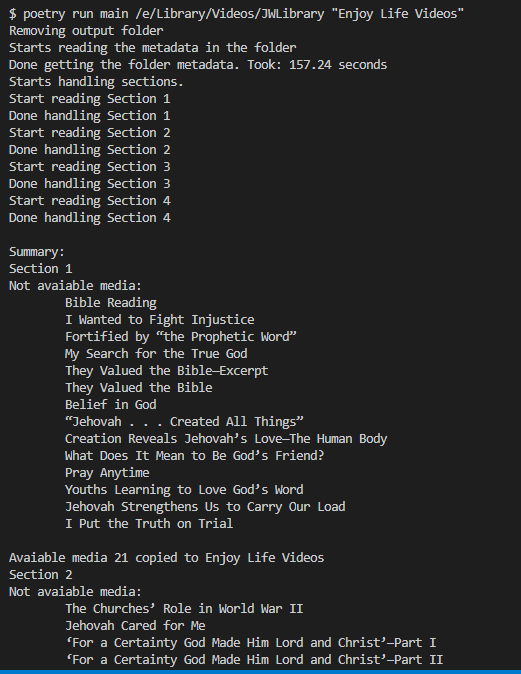 $ poetry run main /e/Library/Videos/JWLibrary "Enjoy Life Videos"
Removing output folder
Starts reading the metadata in the folder
Done getting the folder metadata. Took: 157.24 seconds
Starts handling sections.
Start reading Section 1
Done handling Section 1
Start reading Section 2
Done handling Section 2
Start reading Section 3
Done handling Section 3
Start reading Section 4
Done handling Section 4
Summary:
Section 1
Not avaiable media:
Bible Reading
I Wanted to Fight Injustice
Fortified by “the Prophetic Word”
My Search for the True God
They Valued the Bible—Excerpt
They Valued the Bible
Belief in God
“Jehovah . . . Created All Things”
Creation Reveals Jehovah’s Love—The Human Body
What Does It Mean to Be God’s Friend?
Pray Anytime
Youths Learning to Love God’s Word
Jehovah Strengthens Us to Carry Our Load
I Put the Truth on Trial
Avaiable media 21 copied to Enjoy Life Videos
Section 2
Not avaiable media:
The Churches’ Role in World War II
Jehovah Cared for Me
‘For a Certainty God Made Him Lord and Christ’—Part I
‘For a Certainty God Made Him Lord and Christ’—Part II